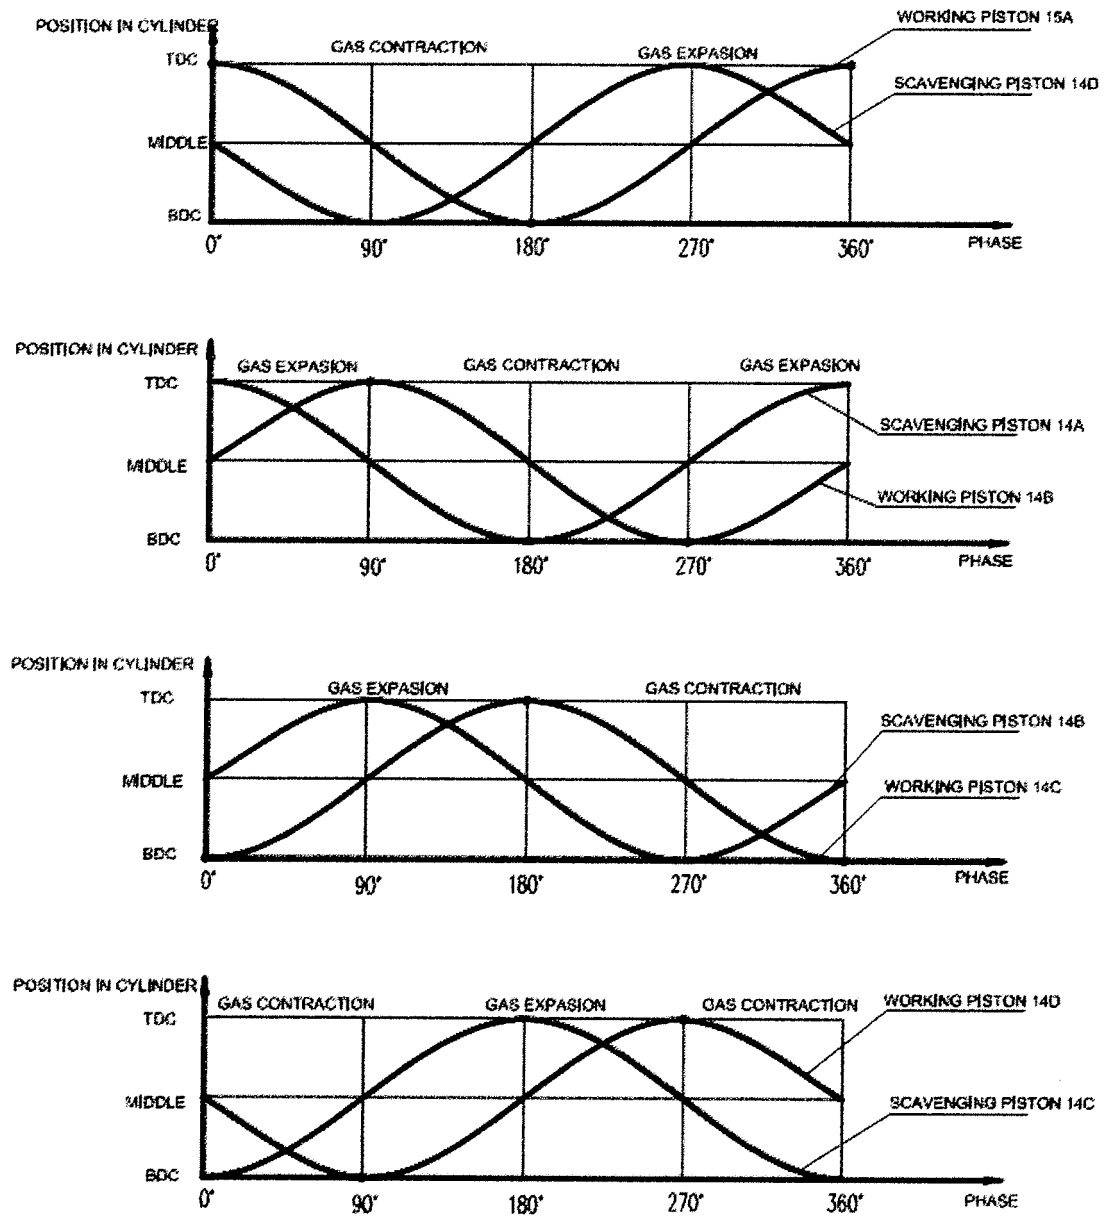 WORKING PISTON 15A
POSITION IN CYLINDER
GAS CONTRACTION
GAS EXPASION
TDC
SCAVENGING PISTON 14D
MIDDLE
BDC
0° 90° 180° 270° 360° PHASE
POSITION IN CYLINDER
GAS EXPASION GAS CONTRACTION GAS EXPASION
TDC
SCAVENGING PISTON 14A
MIDDLE
WORKING PISTON 14B
BDC
0° 90° 180° 270° 360° PHASE
POSITION IN CYLINDER
GAS EXPASION GAS CONTRACTION
TDC
SCAVENGING PISTON 14B
MIDDLE
WORKING PISTON 14C
BDC
0° 90° 180° 270° 360° PHASE
POSITION IN CYLINDER
GAS CONTRACTION GAS EXPASION GAS CONTRACTION
WORKING PISTON 14D
TDC
MIDDLE
SCAVENGING PISTON 14C
BDC
0° 90° 180° 270° 360° PHASE